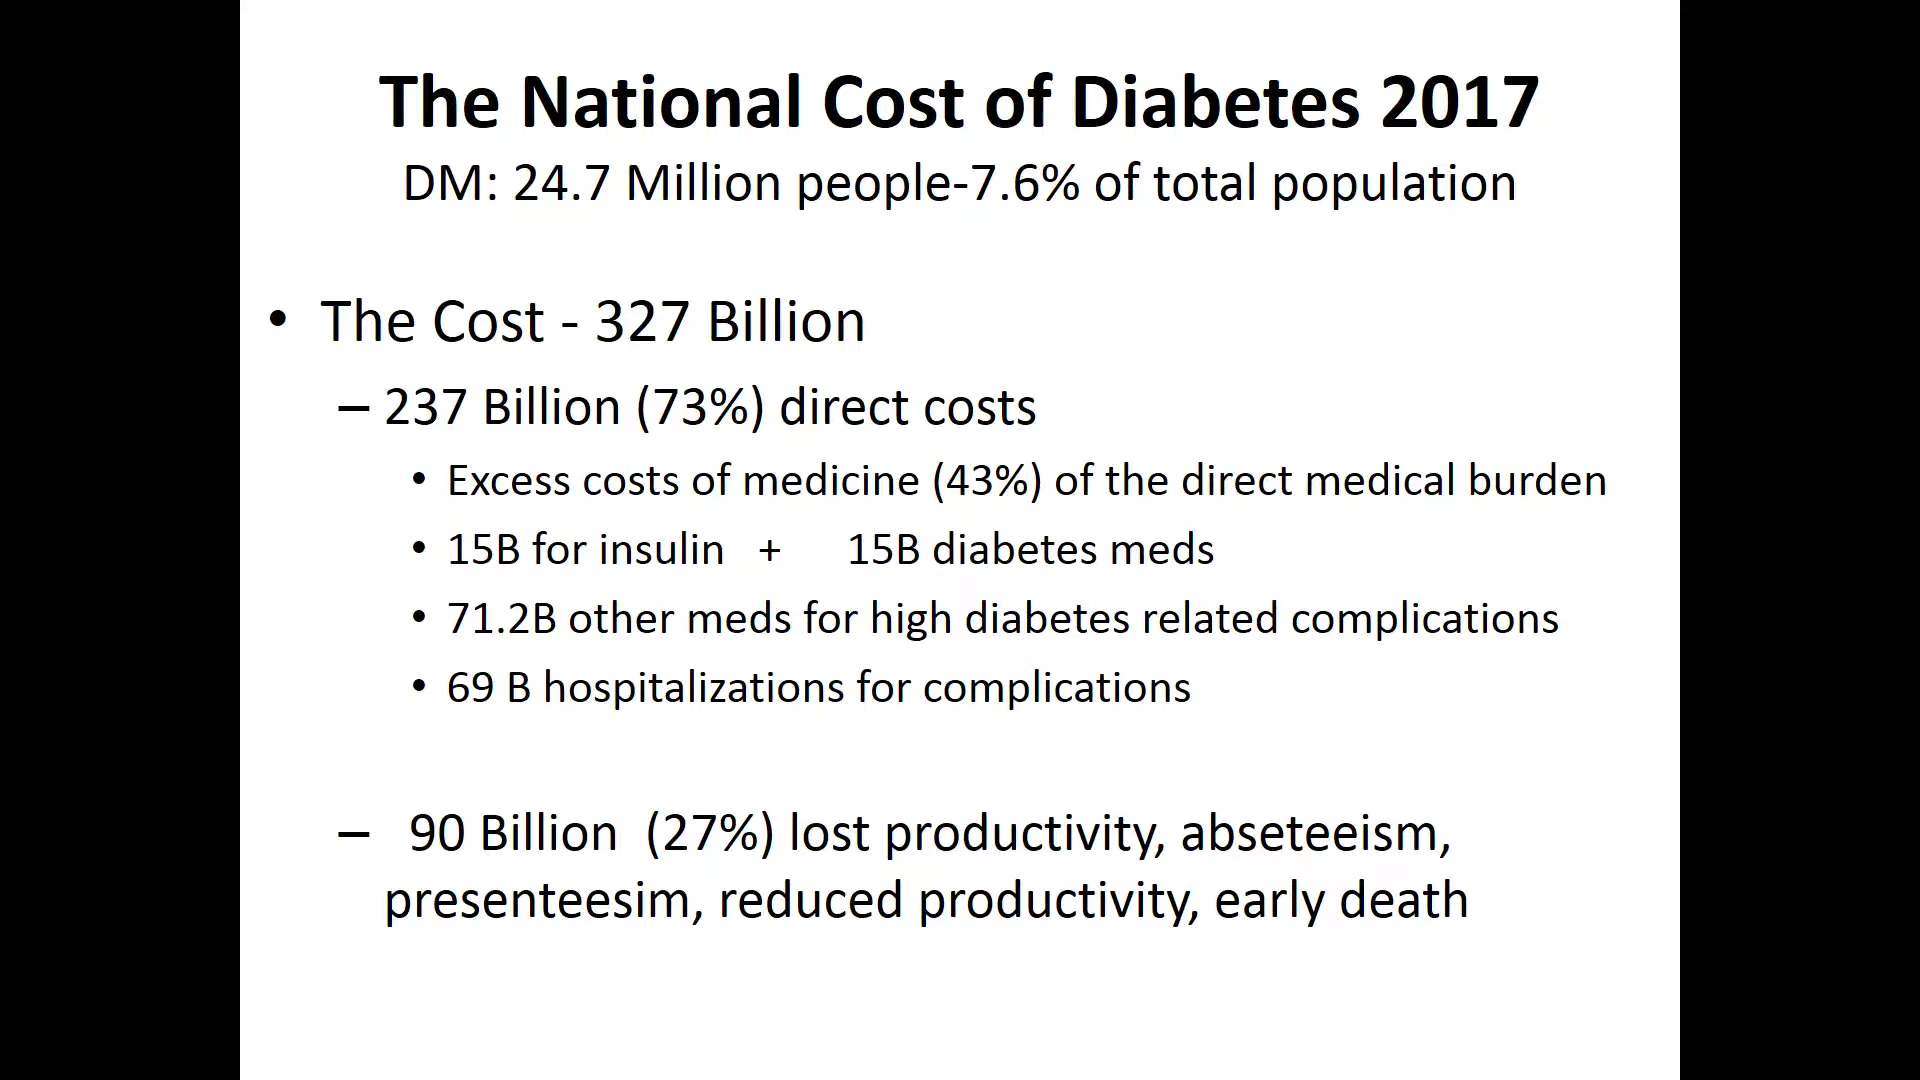 The National Cost of Diabetes 2017
DM: 24.7 Million people-7.6% of total population
• The Cost - 327 Billion
– 237 Billion (73%) direct costs
• Excess costs of medicine (43%) of the direct medical burden
• 15B for insulin + 15B diabetes meds
• 71.2B other meds for high diabetes related complications
• 69 B hospitalizations for complications
– 90 Billion (27%) lost productivity, abseteeism,
presenteesim, reduced productivity, early death